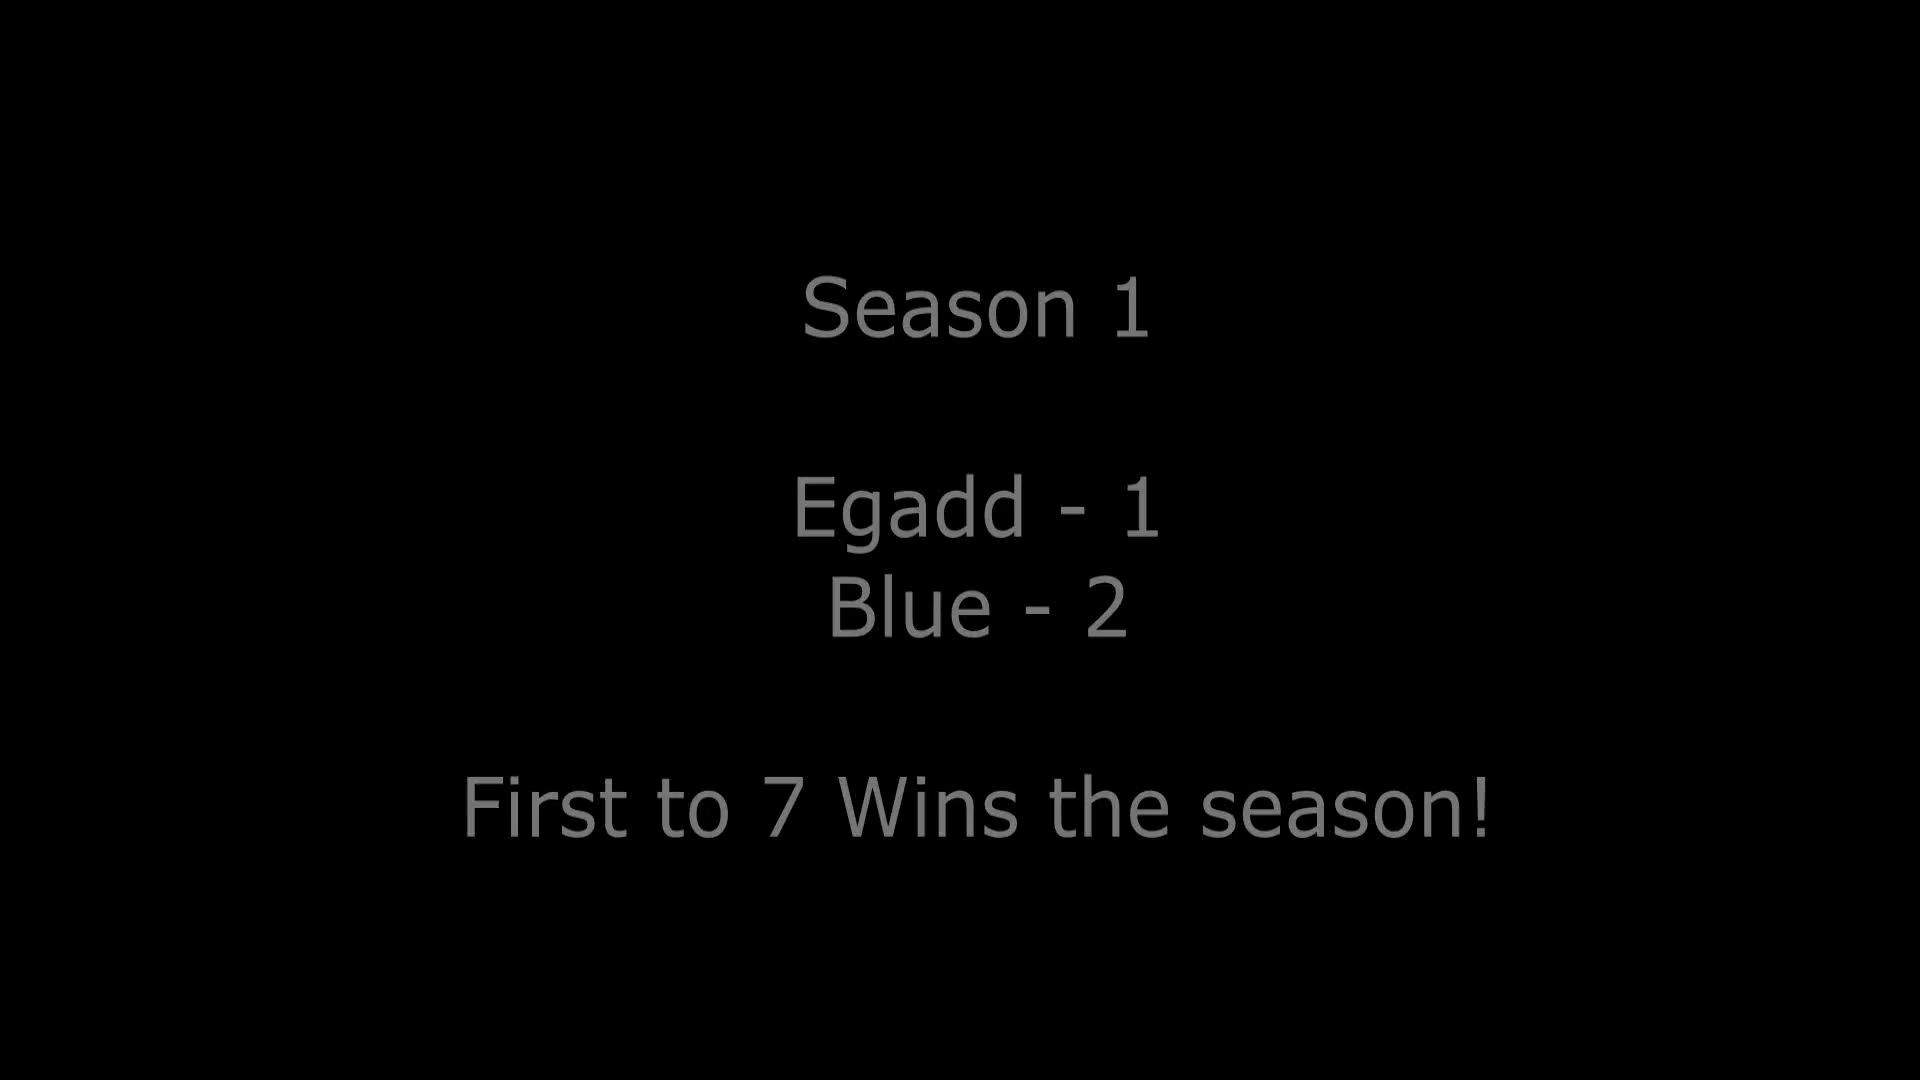 Season 1
Egadd - 1
Blue - 2
First to 7 Wins the season!